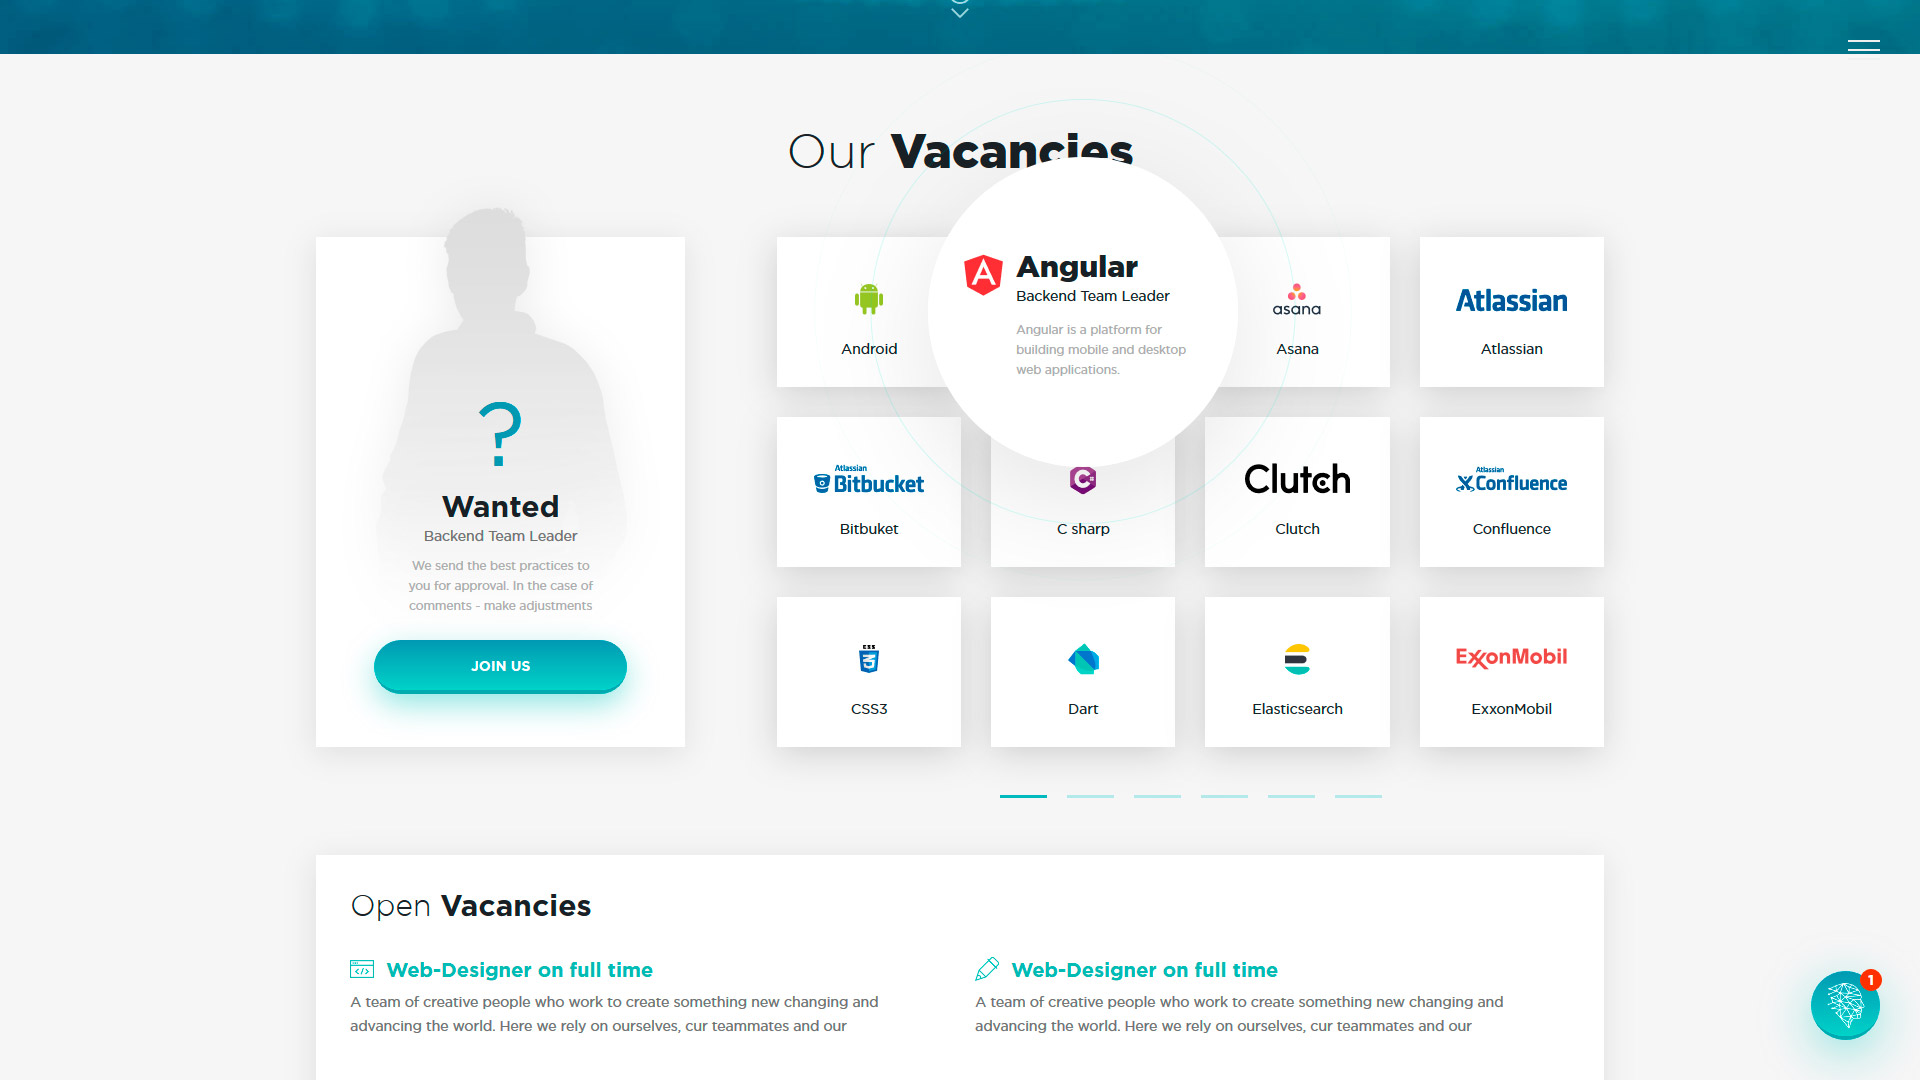 Our Vacancies
?
Wanted
Backend Team Leader
We send the best practices to
you for approval. In the case of
comments - make adjustments
JOIN US
Android
Angular
Backend Team Leader
Angular is a platform for
building mobile and desktop
web applications.
asana
Asana
Atlassian
Atlassian
Atlassian
Bitbucket
Bitbuket
C
C sharp
Clutch
Clutch
Atlassian
Confluence
Confluence
CSS
3
CSS3
Dart
Elasticsearch
ExxonMobil
ExxonMobil
Open Vacancies
Web-Designer on full time
A team of creative people who work to create something new changing and
advancing the world. Here we rely on ourselves, cur teammates and our
Web-Designer on full time
A team of creative people who work to create something new changing and
advancing the world. Here we rely on ourselves, cur teammates and our
1